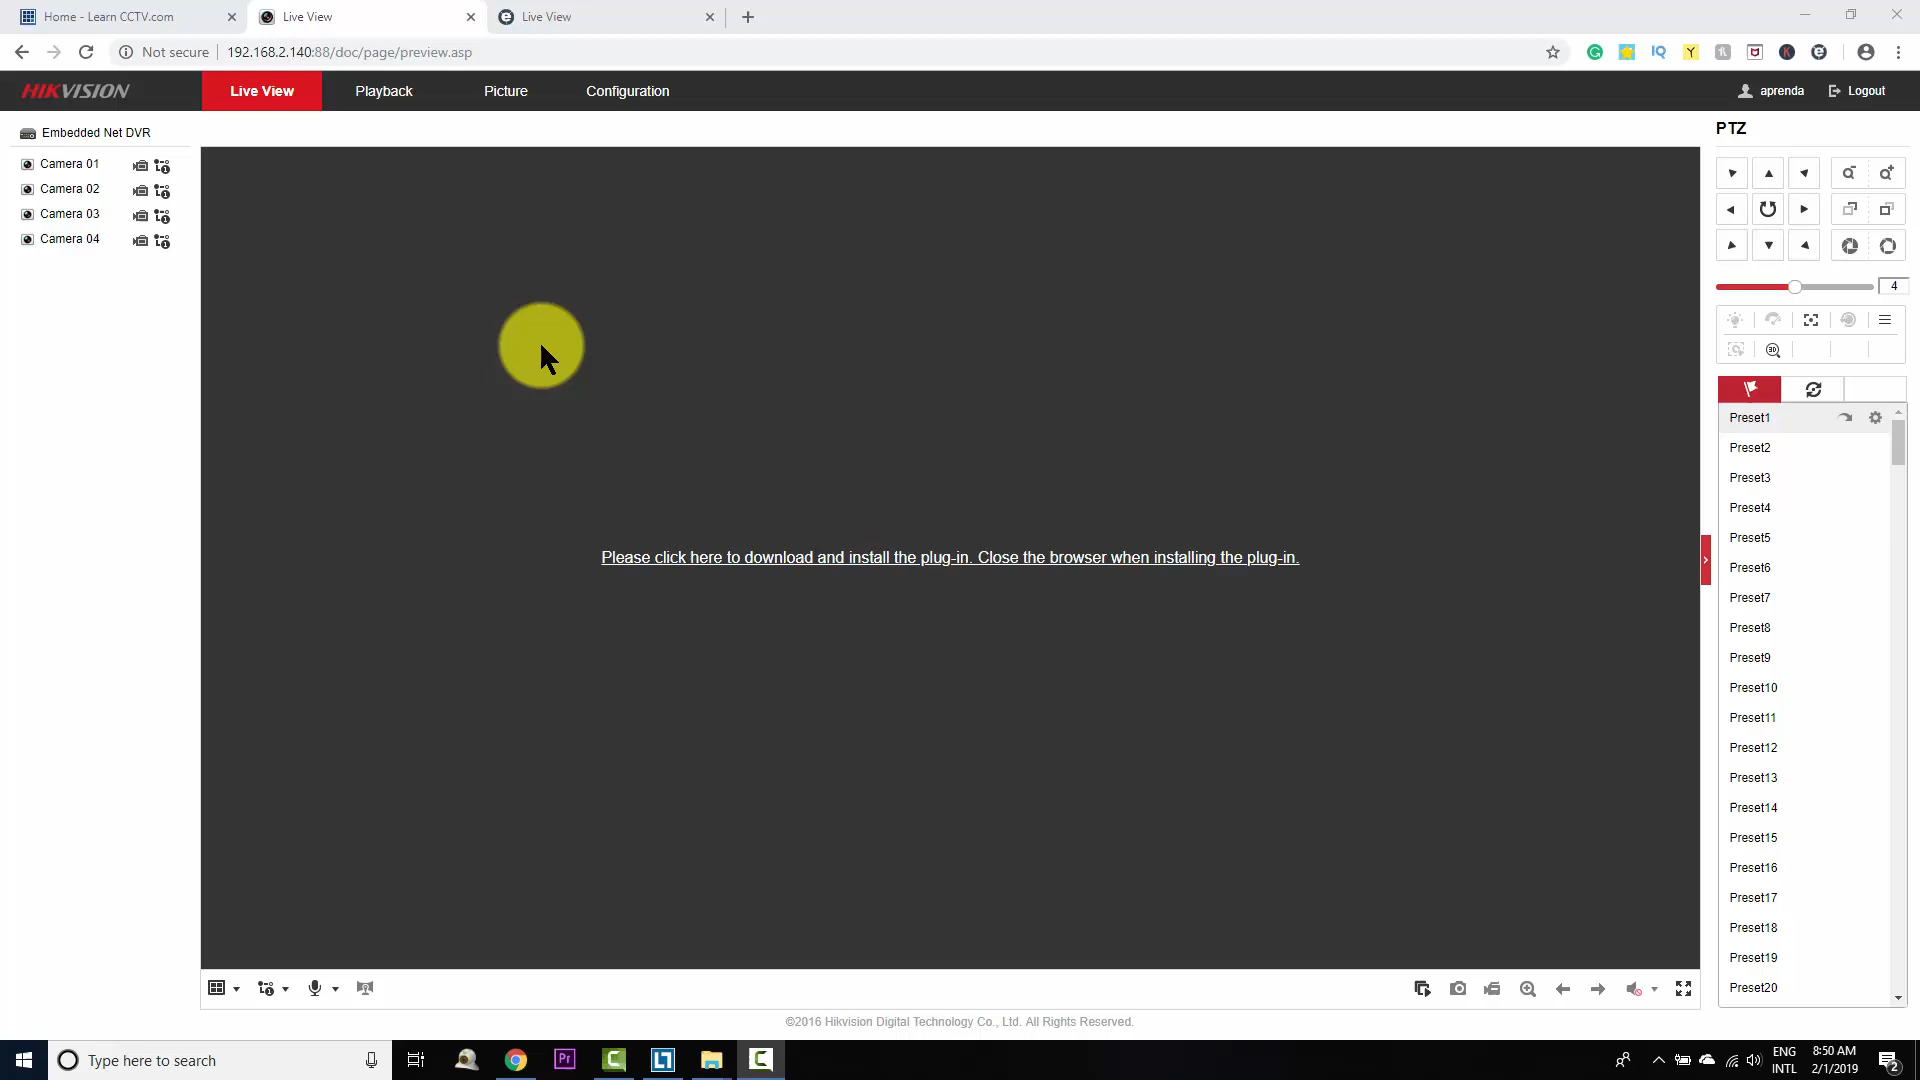 Home - Learn CCTV.com
Live View
Live View
Not secure
192.168.2.140:88/doc/page/preview.asp
HIKVISION
Live View
Playback
Picture
Configuration
aprenda
Logout
Embedded Net DVR
Camera 01
Camera 02
Camera 03
Camera 04
Please click here to download and install the plug-in. Close the browser when installing the plug-in.
PTZ
4
Preset1
Preset2
Preset3
Preset4
Preset5
Preset6
Preset7
Preset8
Preset9
Preset10
Preset11
Preset12
Preset13
Preset14
Preset15
Preset16
Preset17
Preset18
Preset19
Preset20
©2016 Hikvision Digital Technology Co., Ltd. All Rights Reserved.
Type here to search
Pr
ENG
INTL
8:50 AM
2/1/2019
2